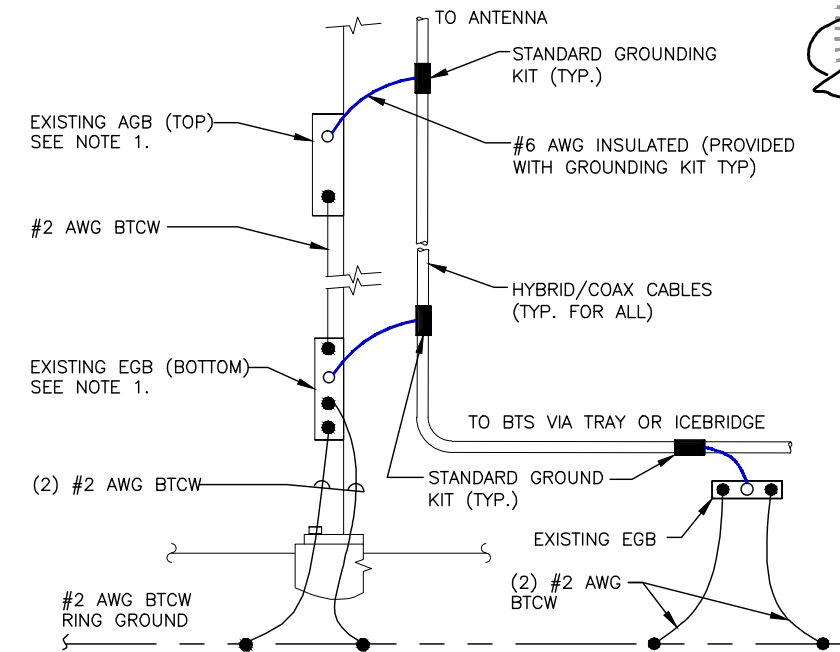 TO ANTENNA
STANDARD GROUNDING
KIT (TYP.)
EXISTING AGB (TOP)
SEE NOTE 1.
#6 AWG INSULATED (PROVIDED
WITH GROUNDING KIT TYP)
#2 AWG BTCW
HYBRID/COAX CABLES
(TYP. FOR ALL)
EXISTING EGB (BOTTOM)
SEE NOTE 1.
TO BTS VIA TRAY OR ICEBRIDGE
(2) #2 AWG BTCW
STANDARD GROUND
KIT (TYP.)
EXISTING EGB
(2) #2 AWG
BTCW
#2 AWG BTCW
RING GROUND